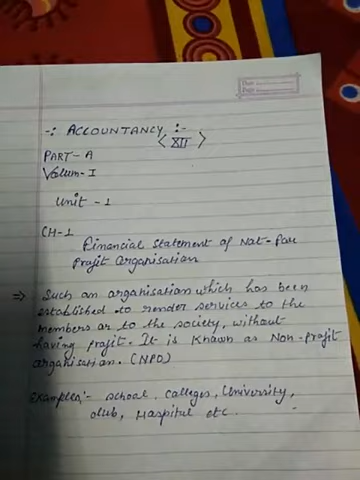 -: ACCOUNTANCY :-
< XII >
PART- A
Volum- I
Unit - 1
CH-1
Financial Statement of Not- For
Profit Organisation
⇒ Such an organisation which has been
established to render services to the
members or to the society, without
having profit. It is known as Non-profit
organisation. (NPO)
Examples:- school, colleges, University,
club, Hospital etc.